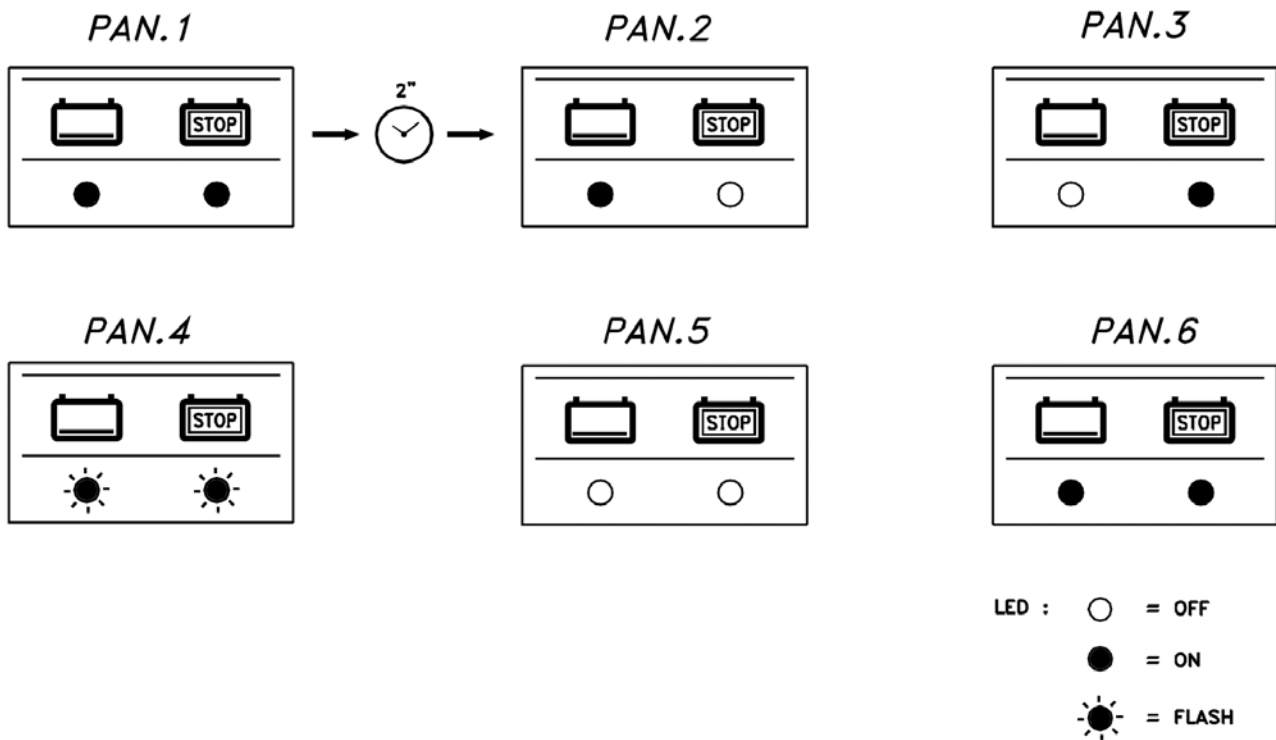 PAN.1
PAN.2
PAN.3
STOP
2"
STOP
STOP
PAN.4
PAN.5
PAN.6
STOP
STOP
STOP
LED : = OFF
= ON
= FLASH